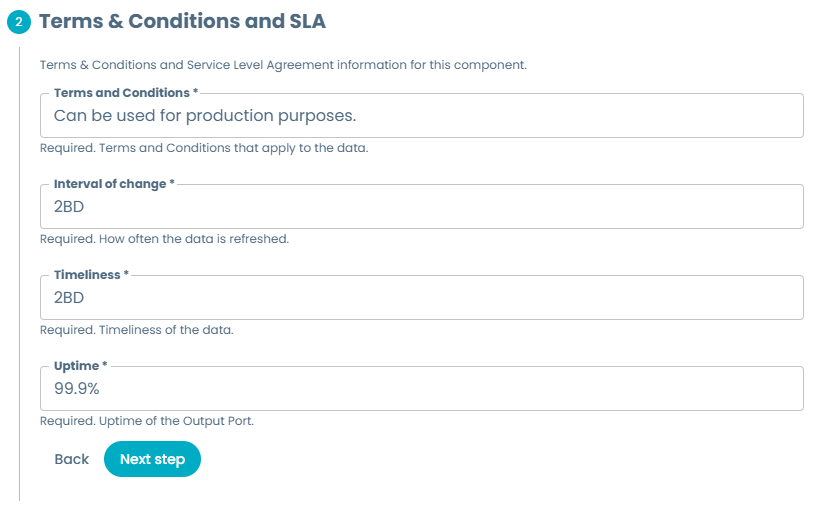 2 Terms & Conditions and SLA
Terms & Conditions and Service Level Agreement information for this component.
Terms and Conditions *
Can be used for production purposes.
Required. Terms and Conditions that apply to the data.
Interval of change *
2BD
Required. How often the data is refreshed.
Timeliness *
2BD
Required. Timeliness of the data.
Uptime *
99.9%
Required. Uptime of the Output Port.
Back Next step